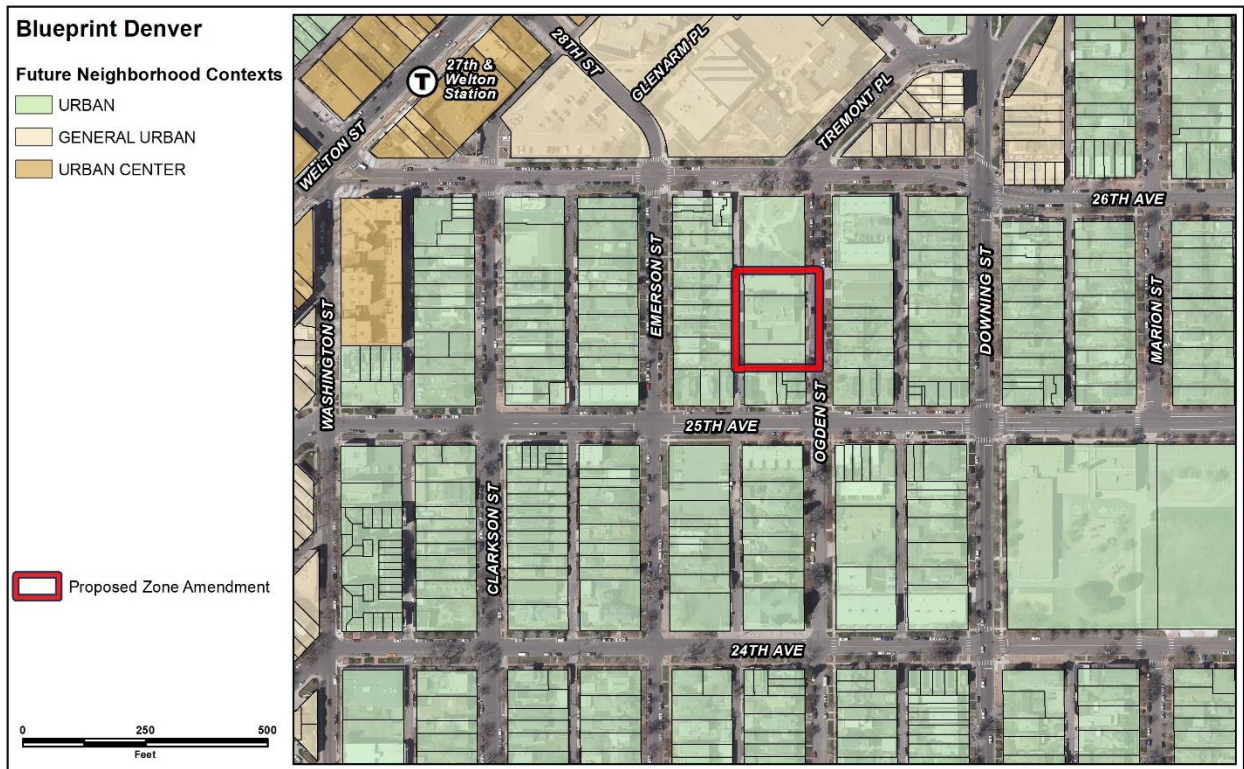 Blueprint Denver
Future Neighborhood Contexts
URBAN
GENERAL URBAN
URBAN CENTER
Proposed Zone Amendment
0 250 500
Feet
T
27th &
Welton
Station
28TH ST
GLENARM PL
TREMONT PL
WELTON ST
26TH AVE
WASHINGTON ST
EMERSON ST
DOWNING ST
MARION ST
25TH AVE
OGDEN ST
CLARKSON ST
24TH AVE